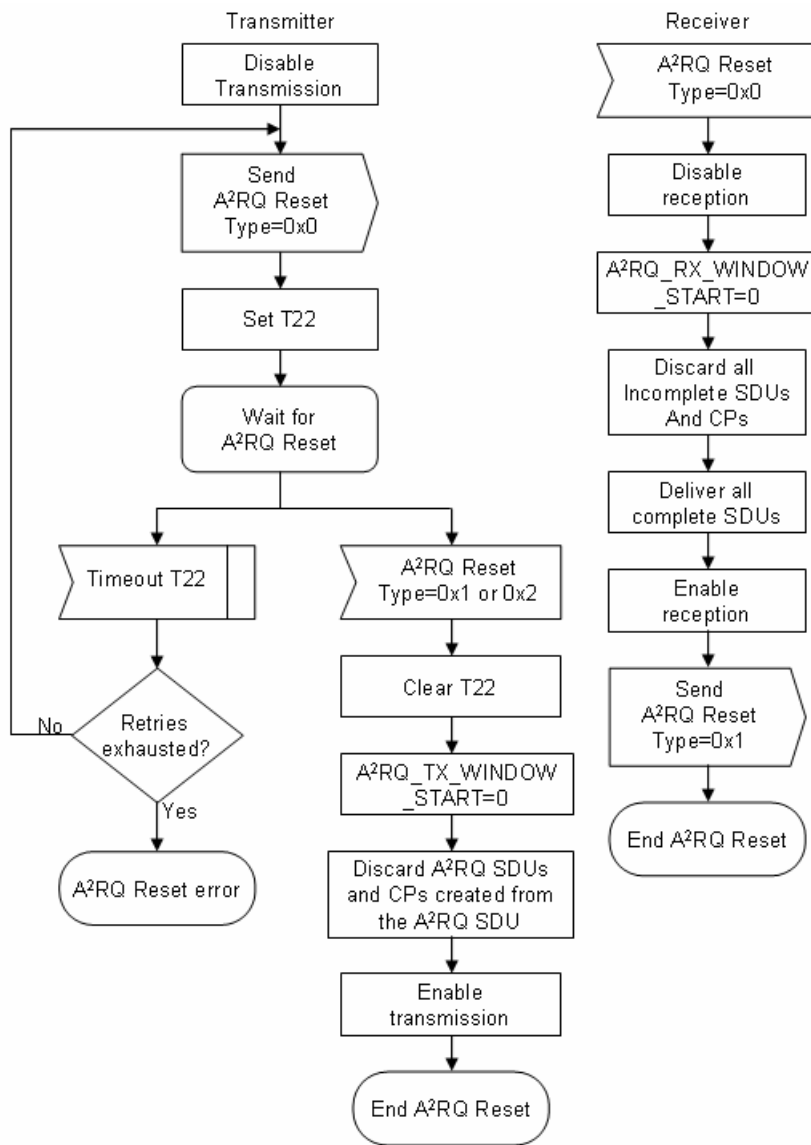 Transmitter
Disable
Transmission
Send
A²RQ Reset
Type=0x0
Set T22
Wait for
A²RQ Reset
Timeout T22
Retries
exhausted?
No
Yes
A²RQ Reset error
A²RQ Reset
Type=0x1 or 0x2
Clear T22
A²RQ_TX_WINDOW
_START=0
Discard A²RQ SDUs
and CPs created from
the A²RQ SDU
Enable
transmission
End A²RQ Reset
Receiver
A²RQ Reset
Type=0x0
Disable
reception
A²RQ_RX_WINDOW
_START=0
Discard all
Incomplete SDUs
And CPs
Deliver all
complete SDUs
Enable
reception
Send
A²RQ Reset
Type=0x1
End A²RQ Reset